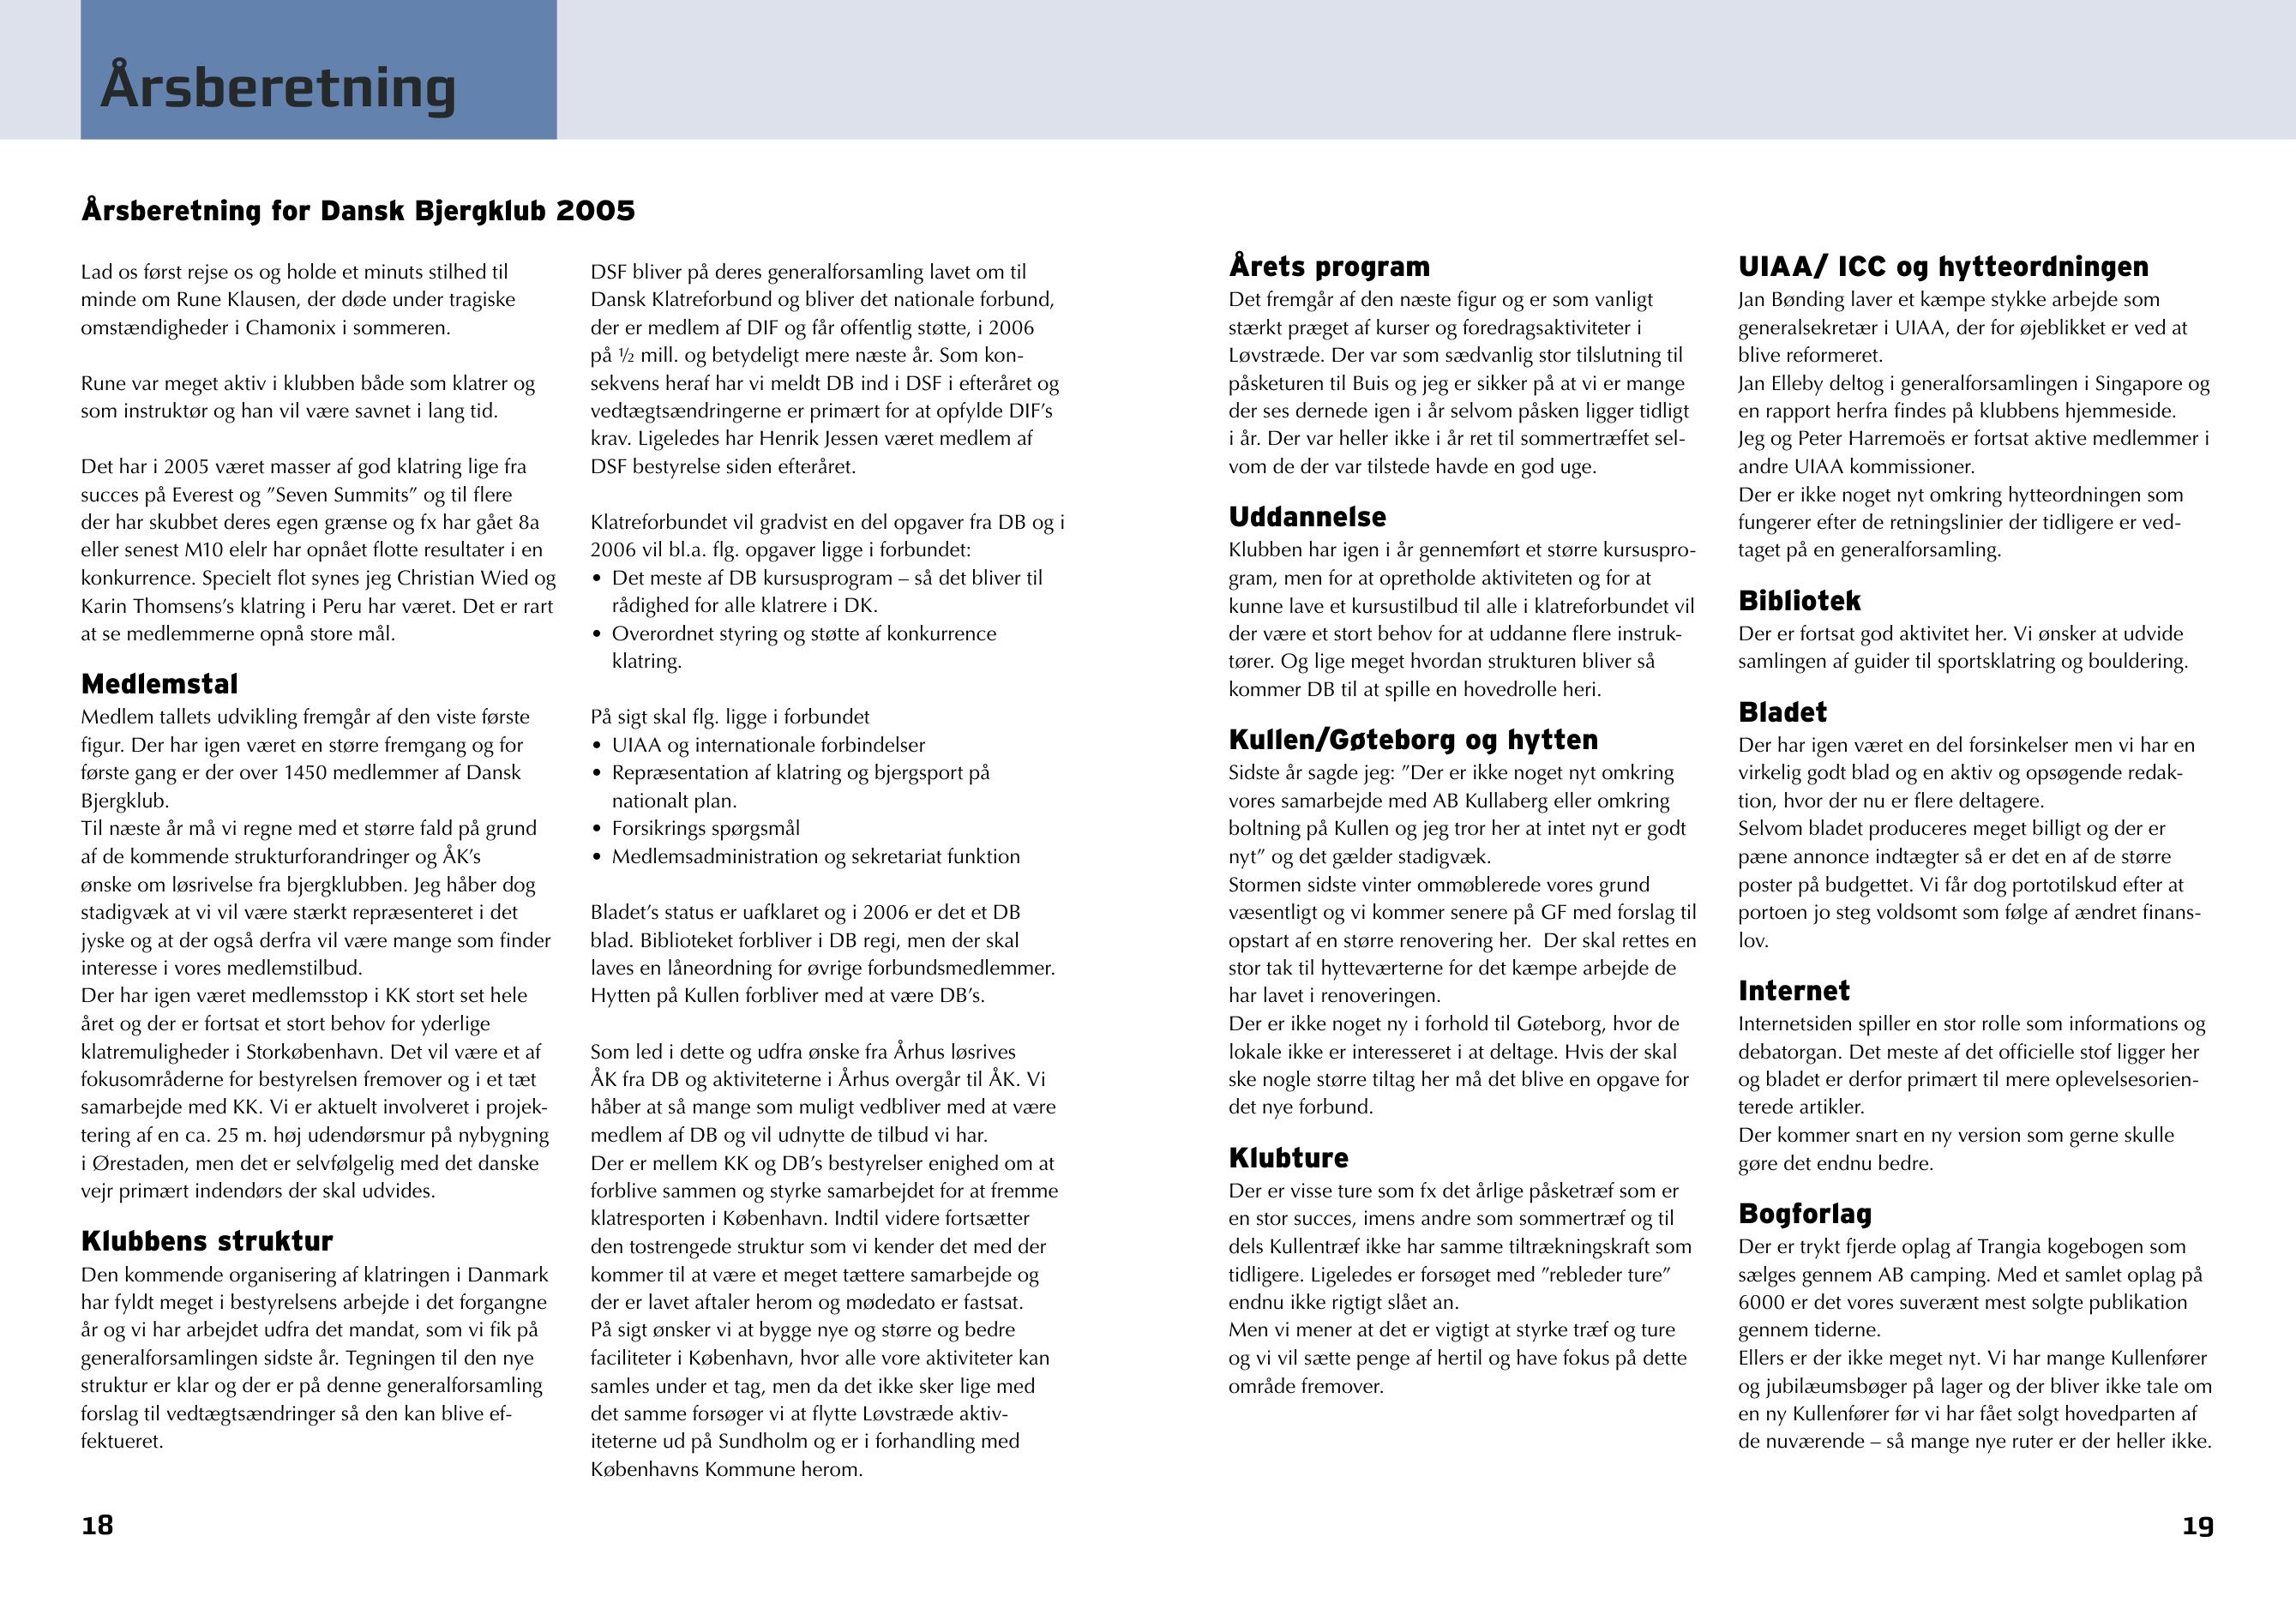 Årsberetning
Årsberetning for Dansk Bjergklub 2005
Lad os først rejse os og holde et minuts stilhed til
minde om Rune Klausen, der døde under tragiske
omstændigheder i Chamonix i sommeren.
Rune var meget aktiv i klubben både som klatrer og
som instruktør og han vil være savnet i lang tid.
Det har i 2005 været masser af god klatring lige fra
succes på Everest og ”Seven Summits” og til flere
der har skubbet deres egen grænse og fx har gået 8a
eller senest M10 elelr har opnået flotte resultater i en
konkurrence. Specielt flot synes jeg Christian Wied og
Karin Thomsens’s klatring i Peru har været. Det er rart
at se medlemmerne opnå store mål.
Medlemstal
Medlem tallets udvikling fremgår af den viste første
figur. Der har igen været en større fremgang og for
første gang er der over 1450 medlemmer af Dansk
Bjergklub.
Til næste år må vi regne med et større fald på grund
af de kommende strukturforandringer og ÅK’s
ønske om løsrivelse fra bjergklubben. Jeg håber dog
stadigvæk at vi vil være stærkt repræsenteret i det
jyske og at der også derfra vil være mange som finder
interesse i vores medlemstilbud.
Der har igen været medlemsstop i KK stort set hele
året og der er fortsat et stort behov for yderlige
klatremuligheder i Storkøbenhavn. Det vil være et af
fokusområderne for bestyrelsen fremover og i et tæt
samarbejde med KK. Vi er aktuelt involveret i projek-
tering af en ca. 25 m. høj udendørsmur på nybygning
i Ørestaden, men det er selvfølgelig med det danske
vejr primært indendørs der skal udvides.
Klubbens struktur
Den kommende organisering af klatringen i Danmark
har fyldt meget i bestyrelsens arbejde i det forgangne
år og vi har arbejdet udfra det mandat, som vi fik på
generalforsamlingen sidste år. Tegningen til den nye
struktur er klar og der er på denne generalforsamling
forslag til vedtægtsændringer så den kan blive ef-
fektueret.
DSF bliver på deres generalforsamling lavet om til
Dansk Klatreforbund og bliver det nationale forbund,
der er medlem af DIF og får offentlig støtte, i 2006
på ½ mill. og betydeligt mere næste år. Som kon-
sekvens heraf har vi meldt DB ind i DSF i efteråret og
vedtægtsændringerne er primært for at opfylde DIF’s
krav. Ligeledes har Henrik Jessen været medlem af
DSF bestyrelse siden efteråret.
Klatreforbundet vil gradvist en del opgaver fra DB og i
2006 vil bl.a. flg. opgaver ligge i forbundet:
• Det meste af DB kursusprogram – så det bliver til
rådighed for alle klatrere i DK.
• Overordnet styring og støtte af konkurrence
klatring.
På sigt skal flg. ligge i forbundet
• UIAA og internationale forbindelser
• Repræsentation af klatring og bjergsport på
nationalt plan.
• Forsikrings spørgsmål
• Medlemsadministration og sekretariat funktion
Bladet’s status er uafklaret og i 2006 er det et DB
blad. Biblioteket forbliver i DB regi, men der skal
laves en låneordning for øvrige forbundsmedlemmer.
Hytten på Kullen forbliver med at være DB’s.
Som led i dette og udfra ønske fra Århus løsrives
ÅK fra DB og aktiviteterne i Århus overgår til ÅK. Vi
håber at så mange som muligt vedbliver med at være
medlem af DB og vil udnytte de tilbud vi har.
Der er mellem KK og DB’s bestyrelser enighed om at
forblive sammen og styrke samarbejdet for at fremme
klatresporten i København. Indtil videre fortsætter
den tostrengede struktur som vi kender det med der
kommer til at være et meget tættere samarbejde og
der er lavet aftaler herom og mødedato er fastsat.
På sigt ønsker vi at bygge nye og større og bedre
faciliteter i København, hvor alle vore aktiviteter kan
samles under et tag, men da det ikke sker lige med
det samme forsøger vi at flytte Løvstræde aktiv-
iteterne ud på Sundholm og er i forhandling med
Københavns Kommune herom.
18
Årets program
Det fremgår af den næste figur og er som vanligt
stærkt præget af kurser og foredragsaktiviteter i
Løvstræde. Der var som sædvanlig stor tilslutning til
påsketuren til Buis og jeg er sikker på at vi er mange
der ses dernede igen i år selvom påsken ligger tidligt
i år. Der var heller ikke i år ret til sommertræffet sel-
vom de der var tilstede havde en god uge.
Uddannelse
Klubben har igen i år gennemført et større kursuspro-
gram, men for at opretholde aktiviteten og for at
kunne lave et kursustilbud til alle i klatreforbundet vil
der være et stort behov for at uddanne flere instruk-
tører. Og lige meget hvordan strukturen bliver så
kommer DB til at spille en hovedrolle heri.
Kullen/Gøteborg og hytten
Sidste år sagde jeg: ”Der er ikke noget nyt omkring
vores samarbejde med AB Kullaberg eller omkring
boltning på Kullen og jeg tror her at intet nyt er godt
nyt” og det gælder stadigvæk.
Stormen sidste vinter ommøblerede vores grund
væsentligt og vi kommer senere på GF med forslag til
opstart af en større renovering her. Der skal rettes en
stor tak til hytteværterne for det kæmpe arbejde de
har lavet i renoveringen.
Der er ikke noget ny i forhold til Gøteborg, hvor de
lokale ikke er interesseret i at deltage. Hvis der skal
ske nogle større tiltag her må det blive en opgave for
det nye forbund.
Klubture
Der er visse ture som fx det årlige påsketræf som er
en stor succes, imens andre som sommertræf og til
dels Kullentræf ikke har samme tiltrækningskraft som
tidligere. Ligeledes er forsøget med ”rebleder ture”
endnu ikke rigtigt slået an.
Men vi mener at det er vigtigt at styrke træf og ture
og vi vil sætte penge af hertil og have fokus på dette
område fremover.
UIAA/ ICC og hytteordningen
Jan Bønding laver et kæmpe stykke arbejde som
generalsekretær i UIAA, der for øjeblikket er ved at
blive reformeret.
Jan Elleby deltog i generalforsamlingen i Singapore og
en rapport herfra findes på klubbens hjemmeside.
Jeg og Peter Harremoës er fortsat aktive medlemmer i
andre UIAA kommissioner.
Der er ikke noget nyt omkring hytteordningen som
fungerer efter de retningslinier der tidligere er ved-
taget på en generalforsamling.
Bibliotek
Der er fortsat god aktivitet her. Vi ønsker at udvide
samlingen af guider til sportsklatring og bouldering.
Bladet
Der har igen været en del forsinkelser men vi har en
virkelig godt blad og en aktiv og opsøgende redak-
tion, hvor der nu er flere deltagere.
Selvom bladet produceres meget billigt og der er
pæne annonce indtægter så er det en af de større
poster på budgettet. Vi får dog portotilskud efter at
portoen jo steg voldsomt som følge af ændret finans-
lov.
Internet
Internetsiden spiller en stor rolle som informations og
debatorgan. Det meste af det officielle stof ligger her
og bladet er derfor primært til mere oplevelsesorien-
terede artikler.
Der kommer snart en ny version som gerne skulle
gøre det endnu bedre.
Bogforlag
Der er trykt fjerde oplag af Trangia kogebogen som
sælges gennem AB camping. Med et samlet oplag på
6000 er det vores suverænt mest solgte publikation
gennem tiderne.
Ellers er der ikke meget nyt. Vi har mange Kullenfører
og jubilæumsbøger på lager og der bliver ikke tale om
en ny Kullenfører før vi har fået solgt hovedparten af
de nuværende – så mange nye ruter er der heller ikke.
19